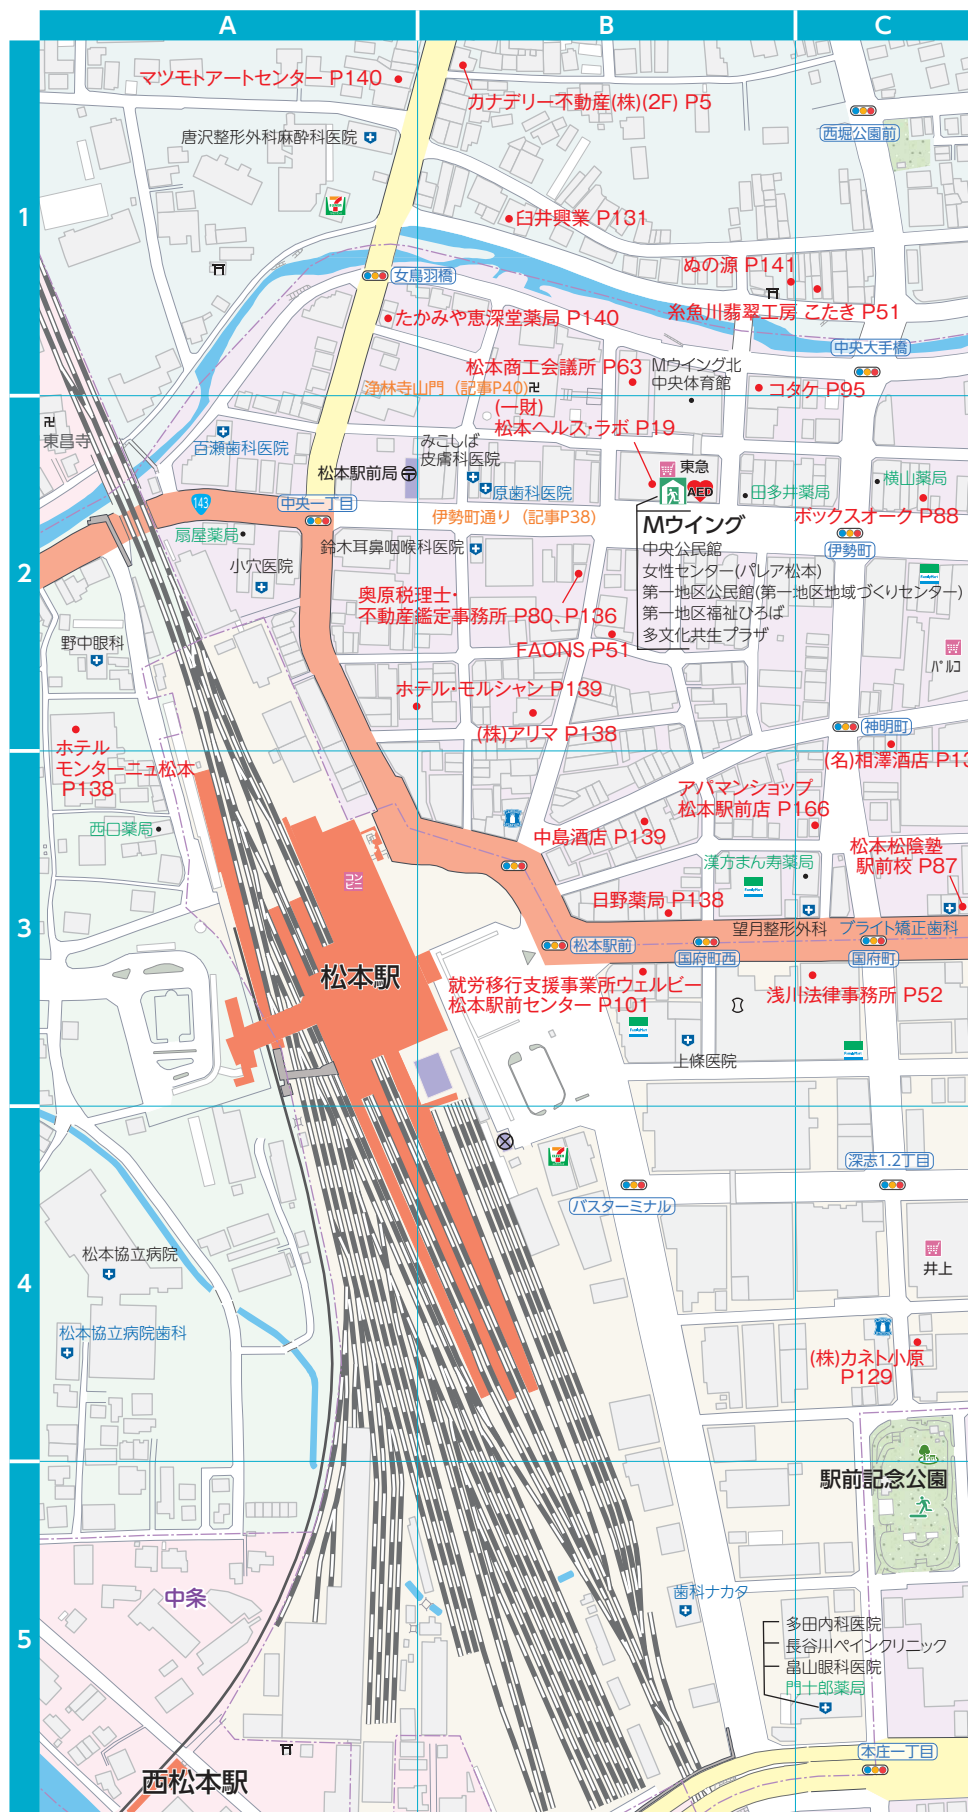 A
B
C
1
2
3
4
5
マツモトアートセンター P140
カナデリー不動産(株)(2F) P5
唐沢整形外科麻酔科医院
西堀公園前
臼井興業 P131
女鳥羽橋
ぬの源 P141
糸魚川翡翠工房 こたき P51
たかみや恵深堂薬局 P140
中央大手橋
松本商工会議所 P63
Mウイング北
中央体育館
浄林寺山門（記事P40）
コタケ P95
(一財)
松本ヘルス・ラボ P19
東昌寺
百瀬歯科医院
みこしば
皮膚科医院
松本駅前局
東急
AED
原歯科医院
田多井薬局
横山薬局
143
中央一丁目
伊勢町通り（記事P38）
ボックスオーク P88
Mウイング
伊勢町
扇屋薬局
鈴木耳鼻咽喉科医院
中央公民館
女性センター(パレア松本)
第一地区公民館(第一地区地域づくりセンター)
第一地区福祉ひろば
多文化共生プラザ
小穴医院
FamilyMart
奥原税理士・
不動産鑑定事務所 P80、P136
FAONS P51
野中眼科
パルコ
ホテル・モルシャン P139
(株)アリマ P138
神明町
ホテル
モンターニュ松本
P138
(名)相澤酒店 P13
アパマンショップ
松本駅前店 P166
西口薬局
中島酒店 P139
松本松陰塾
駅前校 P87
漢方まん寿薬局
コン
ビニ
FamilyMart
日野薬局 P138
望月整形外科
ブライト矯正歯科
松本駅前
国府町西
国府町
松本駅
就労移行支援事業所ウェルビー
松本駅前センター P101
浅川法律事務所 P52
FamilyMart
FamilyMart
上條医院
深志1.2丁目
バスターミナル
松本協立病院
井上
松本協立病院歯科
(株)カネト小原
P129
駅前記念公園
中条
歯科ナカタ
多田内科医院
長谷川ペインクリニック
畠山眼科医院
門十郎薬局
本庄一丁目
西松本駅